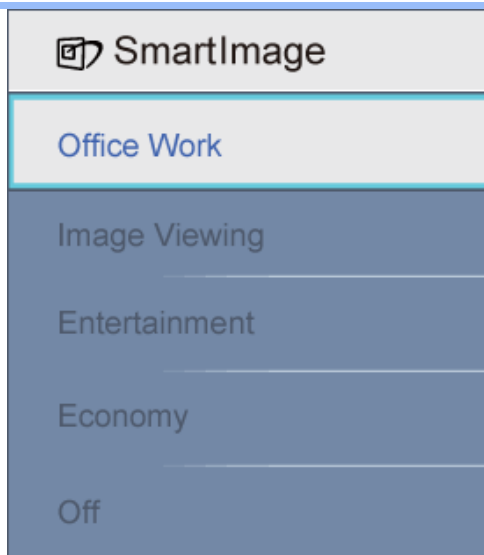 SmartImage
Office Work
Image Viewing
Entertainment
Economy
Off